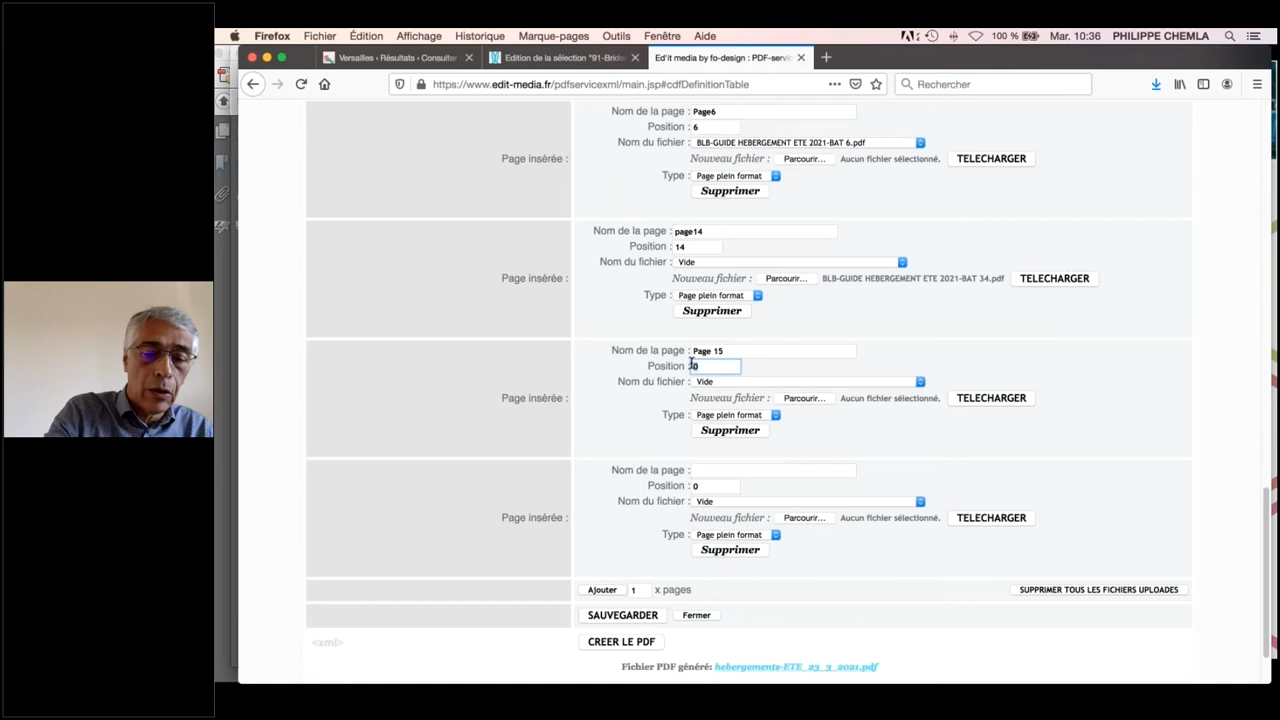 Firefox Fichier Édition Affichage Historique Marque-pages Outils Fenêtre Aide 100 % Mar. 10:36 PHILIPPE CHEMLA
Versailles ‹ Résultats ‹ Consulter
Edition de la sélection "91-Brides
Ed'it media by fo-design : PDF-servic
https://www.edit-media.fr/pdfservicexml/main.jsp#cdfDefinitionTable
Rechercher
Nom de la page : Page6
Position : 6
Nom du fichier : BLB-GUIDE HEBERGEMENT ETE 2021-BAT 6.pdf
Page insérée : Nouveau fichier : Parcourir... Aucun fichier sélectionné. TELECHARGER
Type : Page plein format
Supprimer
Nom de la page : page14
Position : 14
Nom du fichier : Vide
Page insérée : Nouveau fichier : Parcourir... BLB-GUIDE HEBERGEMENT ETE 2021-BAT 34.pdf TELECHARGER
Type : Page plein format
Supprimer
Nom de la page : Page 15
Position : 0
Nom du fichier : Vide
Page insérée : Nouveau fichier : Parcourir... Aucun fichier sélectionné. TELECHARGER
Type : Page plein format
Supprimer
Nom de la page :
Position : 0
Nom du fichier : Vide
Page insérée : Nouveau fichier : Parcourir... Aucun fichier sélectionné. TELECHARGER
Type : Page plein format
Supprimer
Ajouter 1 x pages SUPPRIMER TOUS LES FICHIERS UPLOADES
SAUVEGARDER Fermer
<xml> CREER LE PDF
Fichier PDF généré: hebergements-ETE_23_3_2021.pdf